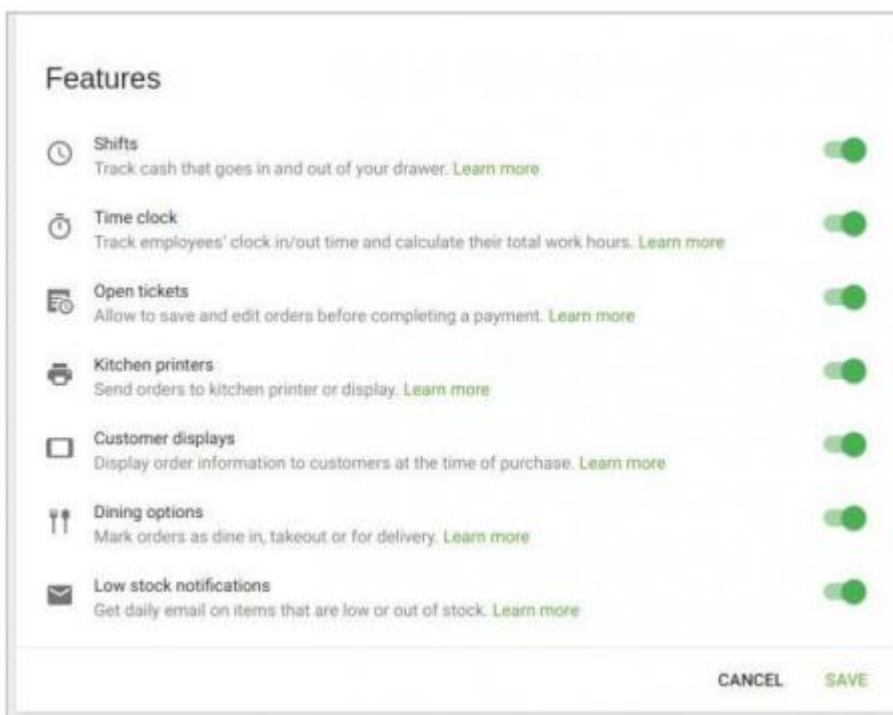 Features
Shifts
Track cash that goes in and out of your drawer. Learn more
Time clock
Track employees' clock in/out time and calculate their total work hours. Learn more
Open tickets
Allow to save and edit orders before completing a payment. Learn more
Kitchen printers
Send orders to kitchen printer or display. Learn more
Customer displays
Display order information to customers at the time of purchase. Learn more
Dining options
Mark orders as dine in, takeout or for delivery. Learn more
Low stock notifications
Get daily email on items that are low or out of stock. Learn more
CANCEL SAVE